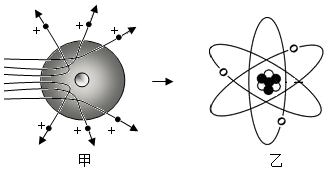 + + +
+ + +
−
甲 乙